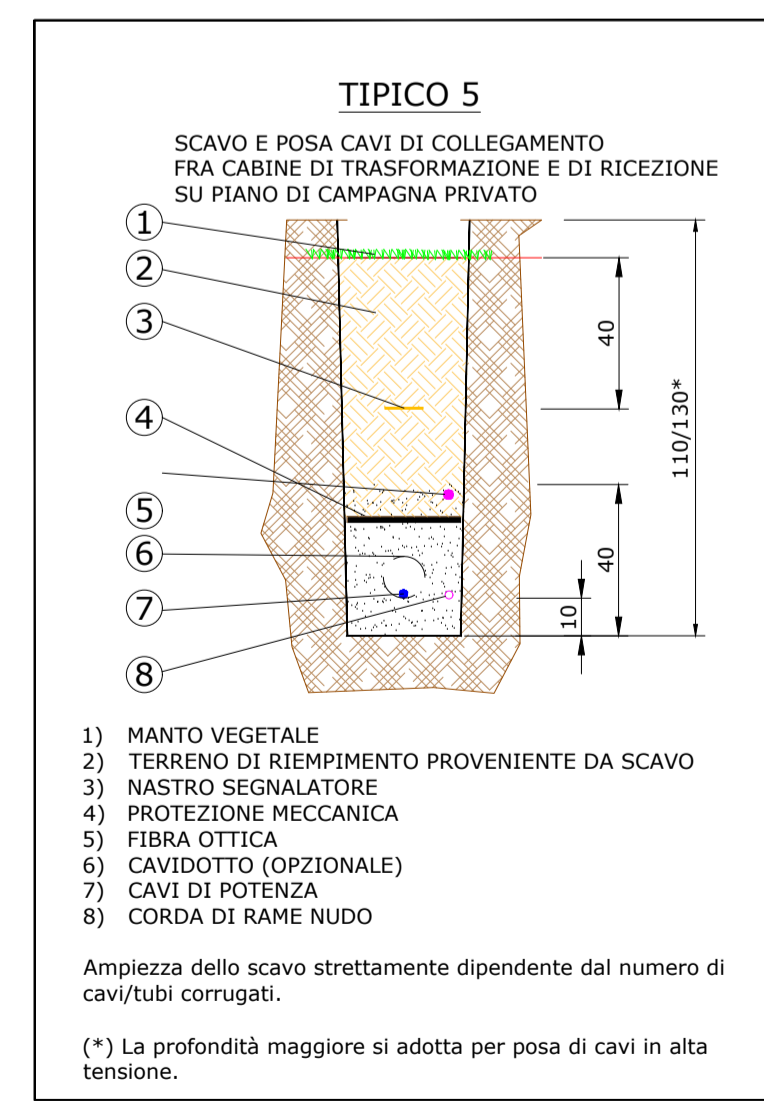 TIPICO 5
SCAVO E POSA CAVI DI COLLEGAMENTO
FRA CABINE DI TRASFORMAZIONE E DI RICEZIONE
SU PIANO DI CAMPAGNA PRIVATO
1
2
3
4
5
6
7
8
40
110/130*
40
10
1) MANTO VEGETALE
2) TERRENO DI RIEMPIMENTO PROVENIENTE DA SCAVO
3) NASTRO SEGNALATORE
4) PROTEZIONE MECCANICA
5) FIBRA OTTICA
6) CAVIDOTTO (OPZIONALE)
7) CAVI DI POTENZA
8) CORDA DI RAME NUDO
Ampiezza dello scavo strettamente dipendente dal numero di
cavi/tubi corrugati.
(*) La profondità maggiore si adotta per posa di cavi in alta
tensione.